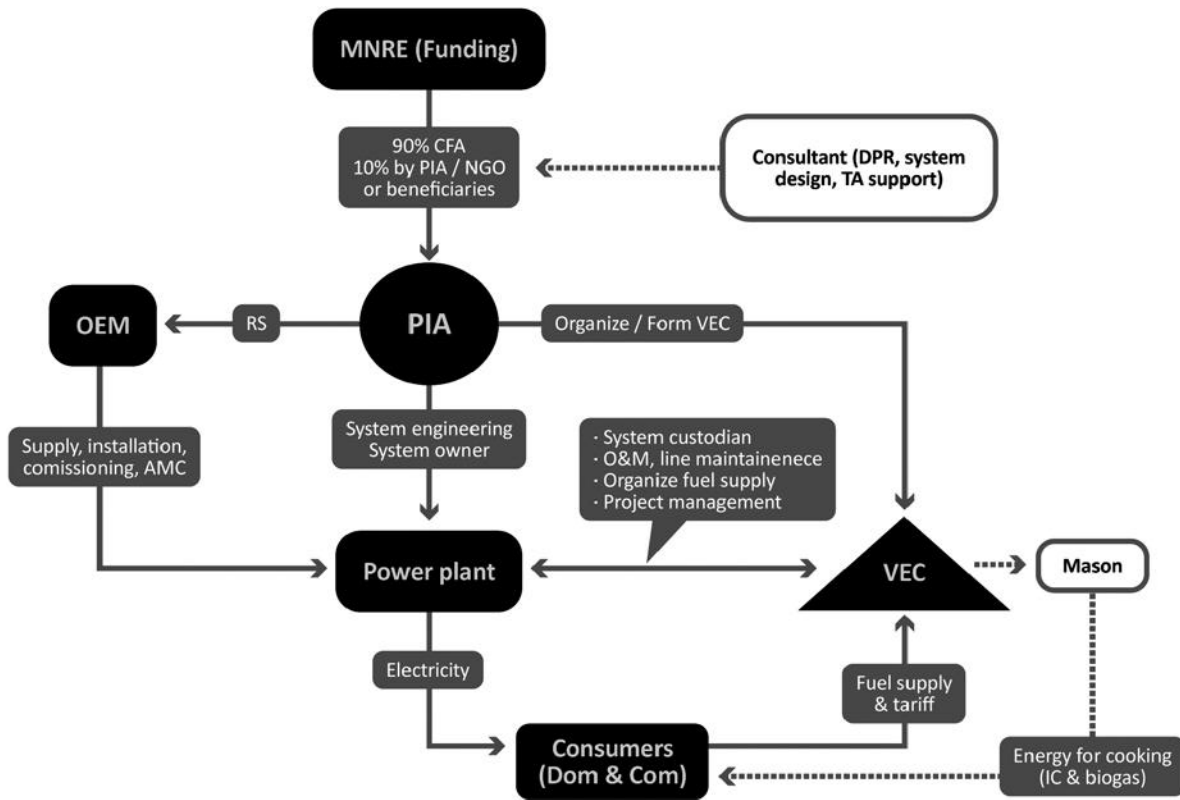 MNRE (Funding)
90% CFA
10% by PIA / NGO
or beneficiaries
Consultant (DPR, system
design, TA support)
OEM
RS
PIA
Organize / Form VEC
Supply, installation,
comissioning, AMC
System engineering
System owner
· System custodian
· O&M, line maintainenece
· Organize fuel supply
· Project management
Power plant
VEC
Mason
Electricity
Fuel supply
& tariff
Consumers
(Dom & Com)
Energy for cooking
(IC & biogas)